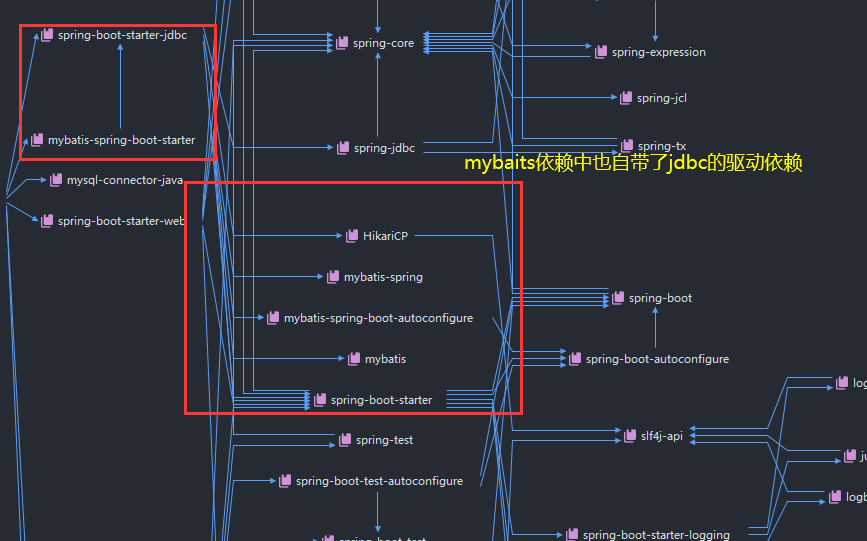 spring-boot-starter-jdbc
spring-core
spring-expression
spring-jcl
mybatis-spring-boot-starter
spring-jdbc
spring-tx
mybaits依赖中也自带了jdbc的驱动依赖
mysql-connector-java
spring-boot-starter-web
HikariCP
mybatis-spring
spring-boot
mybatis-spring-boot-autoconfigure
mybatis
spring-boot-autoconfigure
log
spring-boot-starter
slf4j-api
spring-test
ju
spring-boot-test-autoconfigure
logb
spring-boot-starter-logging
spring-boot-test